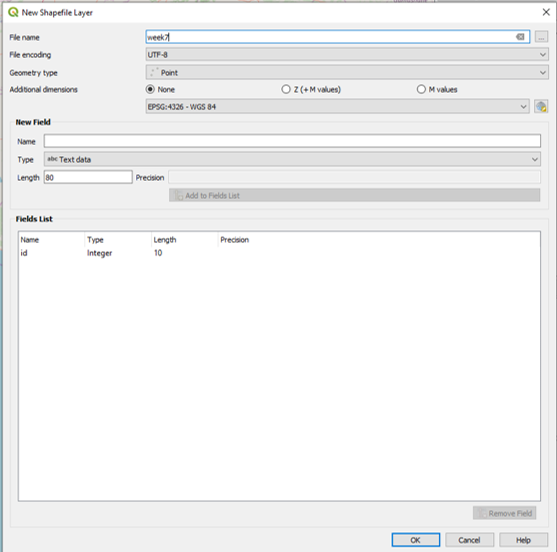 New Shapefile Layer
File name week7 ...
File encoding UTF-8
Geometry type Point
Additional dimensions None Z (+ M values) M values
EPSG:4326 - WGS 84
New Field
Name
Type abc Text data
Length 80 Precision
Add to Fields List
Fields List
Name Type Length Precision
id Integer 10
Remove Field
OK Cancel Help